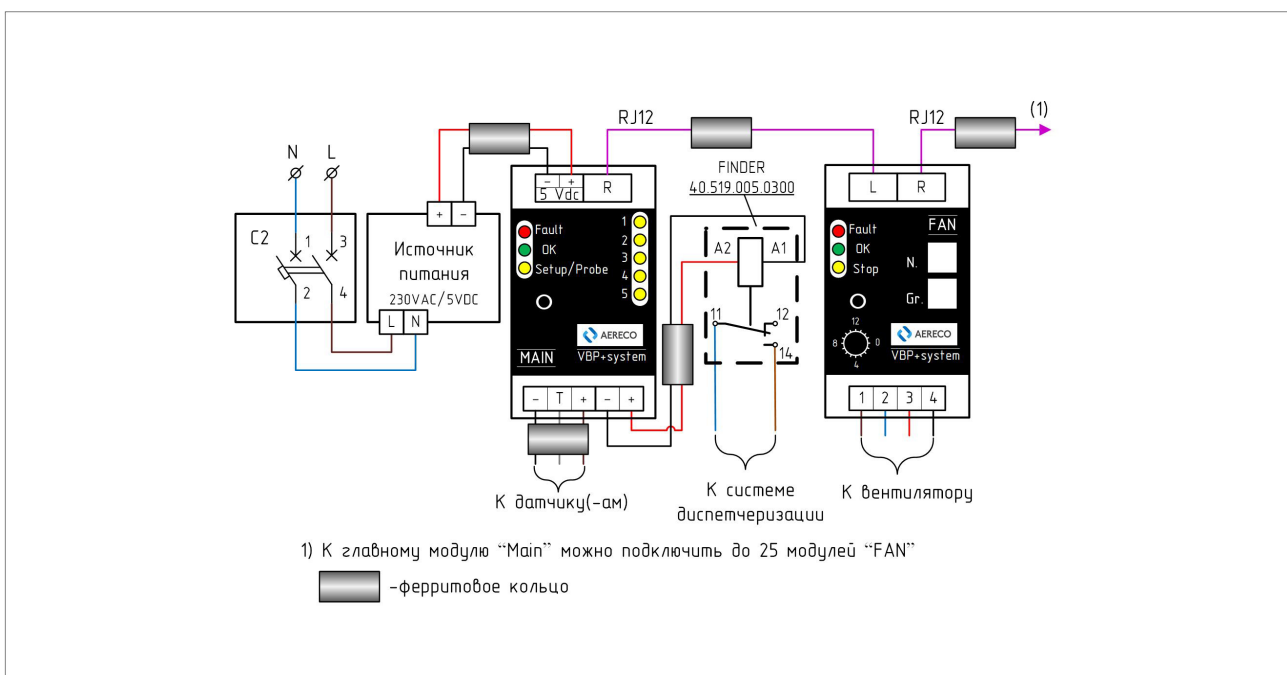 RJ12
RJ12
(1)
N
L
FINDER
40.519.005.0300
- +
5 Vdc
R
L
R
+ -
C2
1
3
2
4
Источник
питания
230VAC/5VDC
L N
Fault
OK
Setup/Probe
1
2
3
4
5
AERECO
MAIN
VBP+system
A2
A1
11
12
14
FAN
Fault
OK
Stop
N.
Gr.
12
8
0
4
AERECO
VBP+system
- T + - +
1 2 3 4
К датчику(-ам)
К системе
диспетчеризации
К вентилятору
1) К главному модулю “Main” можно подключить до 25 модулей “FAN”
-ферритовое кольцо